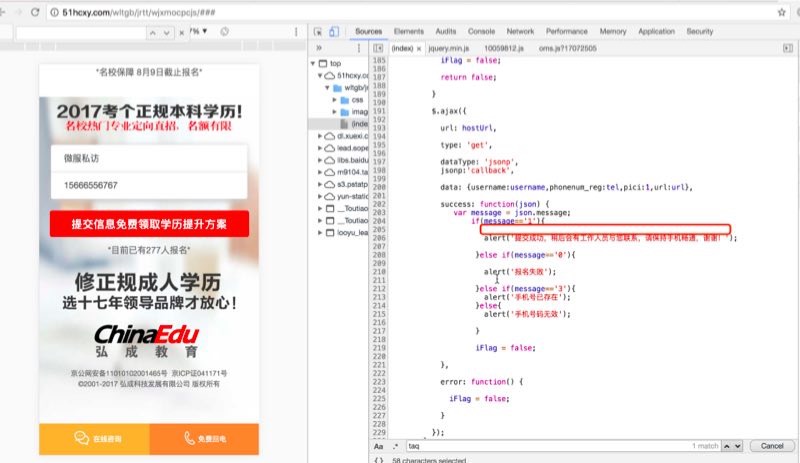 51hcxy.com/wltgb/jrtt/wjxmocpcjs/###
Sources Elements Audits Console Network Performance Memory Application Security
7% ▼
»
(index) × jquery.min.js 10059812.js oms.js?17072505
top
51hcxy.co
wltgb/jr
css
imag
(inde
dl.xuexi.c
lead.sope
libs.baidu
m9104.ta
s3.pstatp
yun-static
__Toutiao
__Toutiao
looyu_lea
*名校保障 8月9日截止报名*
2017考个正规本科学历!
名校热门专业定向直招，名额有限
微服私访
15666556767
提交信息免费领取学历提升方案
*目前已有277人报名*
修正规成人学历
选十七年领导品牌才放心!
ChinaEdu
弘成教育
京公网安备11010102001465号 京ICP证041171号
©2001-2017 弘成科技发展有限公司 版权所有
在线咨询
免费回电
185 iFlag = false;
186
187 return false;
188
189 }
190
191 $.ajax({
192
193 url: hostUrl,
194
195 type: 'get',
196
197 dataType: 'jsonp',
198 jsonp:'callback',
199
200 data: {username:username,phonenum_reg:tel,pici:1,url:url},
201
202 success: function(json) {
203 var message = json.message;
204 if(message=='1'){
205
206 alert('提交成功，稍后会有工作人员与您联系，请保持手机畅通，谢谢！');
207
208 }else if(message=='0'){
209
210 alert('报名失败');
211
212 }else if(message=='3'){
213 alert('手机号已存在');
214 }else{
215 alert('手机号码无效');
216
217 }
218
219 iFlag = false;
220
221 },
222
223 error: function() {
224
225 iFlag = false;
226
227 }
228
229 });
Aa .* taq 1 match Cancel
{} 58 characters selected